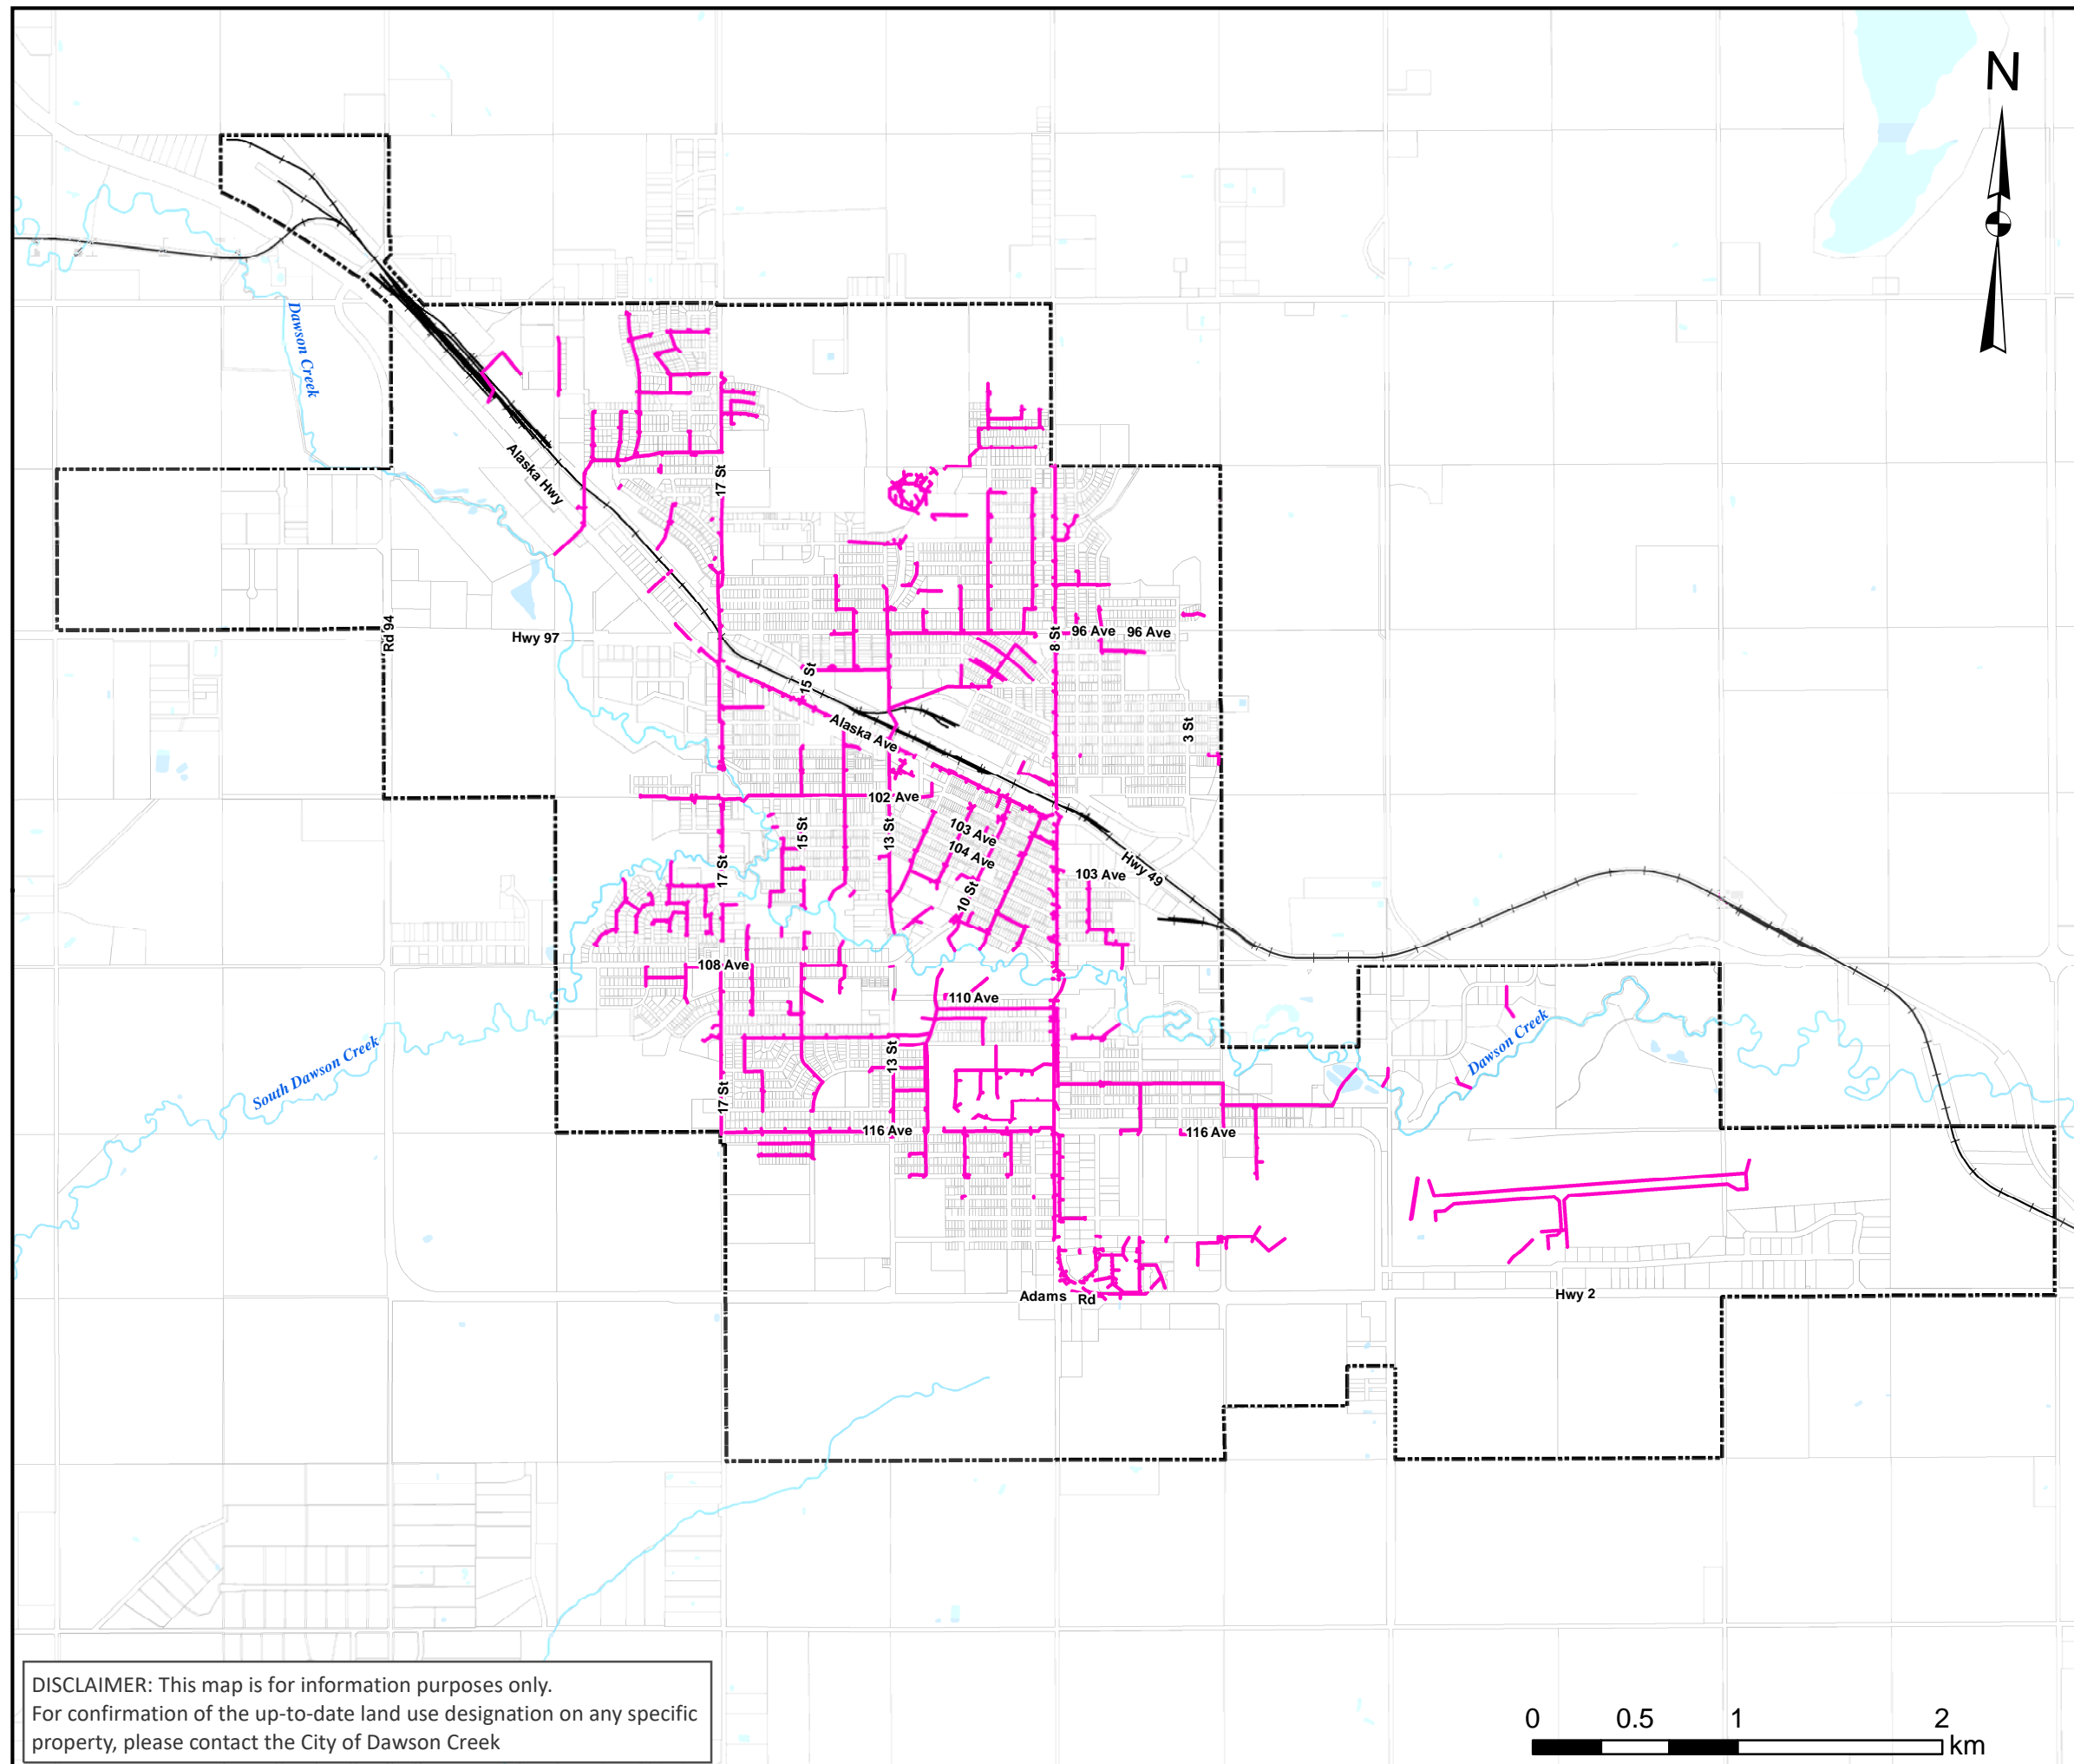 N
Dawson Creek
Alaska Hwy
17 St
Rd 94
Hwy 97
8 St
96 Ave
96 Ave
15 St
3 St
Alaska Ave
102 Ave
15 St
13 St
103 Ave
104 Ave
Hwy 49
17 St
103 Ave
10 St
108 Ave
110 Ave
Dawson Creek
South Dawson Creek
13 St
17 St
116 Ave
116 Ave
Adams Rd
Hwy 2
DISCLAIMER: This map is for information purposes only.
For confirmation of the up-to-date land use designation on any specific
property, please contact the City of Dawson Creek
0 0.5 1 2
km